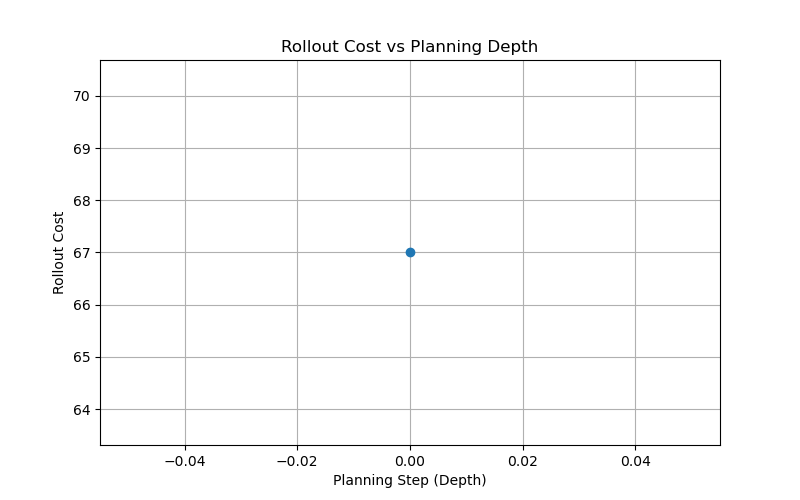 Rollout Cost vs Planning Depth
70
69
68
67
66
65
64
Rollout Cost
−0.04 −0.02 0.00 0.02 0.04
Planning Step (Depth)